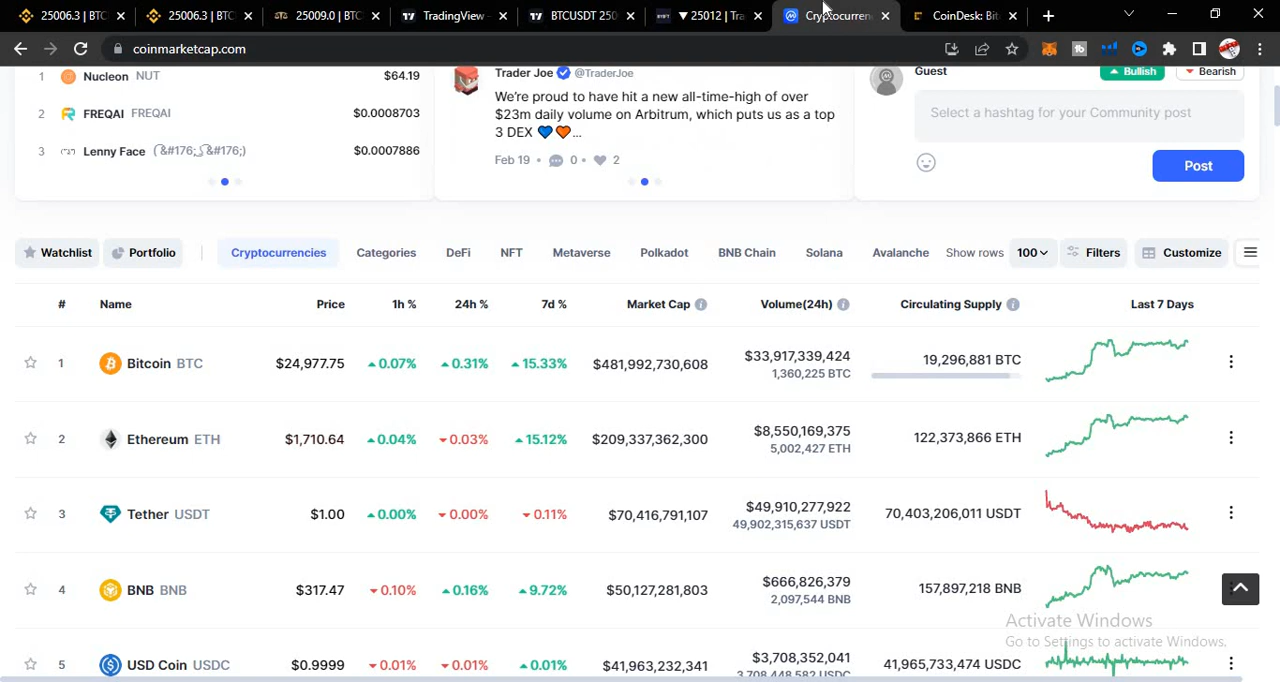 25006.3 | BTC
25006.3 | BTC
25009.0 | BTC
TradingView
BTCUSDT 250
▼ 25012 | Tra
Cryptocurren
CoinDesk: Bit
coinmarketcap.com
1 Nucleon NUT $64.19
2 FREQAI FREQAI $0.0008703
3 Lenny Face $0.0007886
Trader Joe @TraderJoe
We're proud to have hit a new all-time-high of over
$23m daily volume on Arbitrum, which puts us as a top
3 DEX 💙🧡...
Feb 19 • 0 • 2
Guest
Bullish
Bearish
Select a hashtag for your Community post
Post
Watchlist Portfolio Cryptocurrencies Categories DeFi NFT Metaverse Polkadot BNB Chain Solana Avalanche Show rows 100 Filters Customize
# Name Price 1h % 24h % 7d % Market Cap Volume(24h) Circulating Supply Last 7 Days
1 Bitcoin BTC $24,977.75 0.07% 0.31% 15.33% $481,992,730,608 $33,917,339,424 19,296,881 BTC
1,360,225 BTC
2 Ethereum ETH $1,710.64 0.04% 0.03% 15.12% $209,337,362,300 $8,550,169,375 122,373,866 ETH
5,002,427 ETH
3 Tether USDT $1.00 0.00% 0.00% 0.11% $70,416,791,107 $49,910,277,922 70,403,206,011 USDT
49,902,315,637 USDT
4 BNB BNB $317.47 0.10% 0.16% 9.72% $50,127,281,803 $666,826,379 157,897,218 BNB
2,097,544 BNB
Activate Windows
Go to Settings to activate Windows.
5 USD Coin USDC $0.9999 0.01% 0.01% 0.01% $41,963,232,341 $3,708,352,041 41,965,733,474 USDC
3,708,448,582 USDC